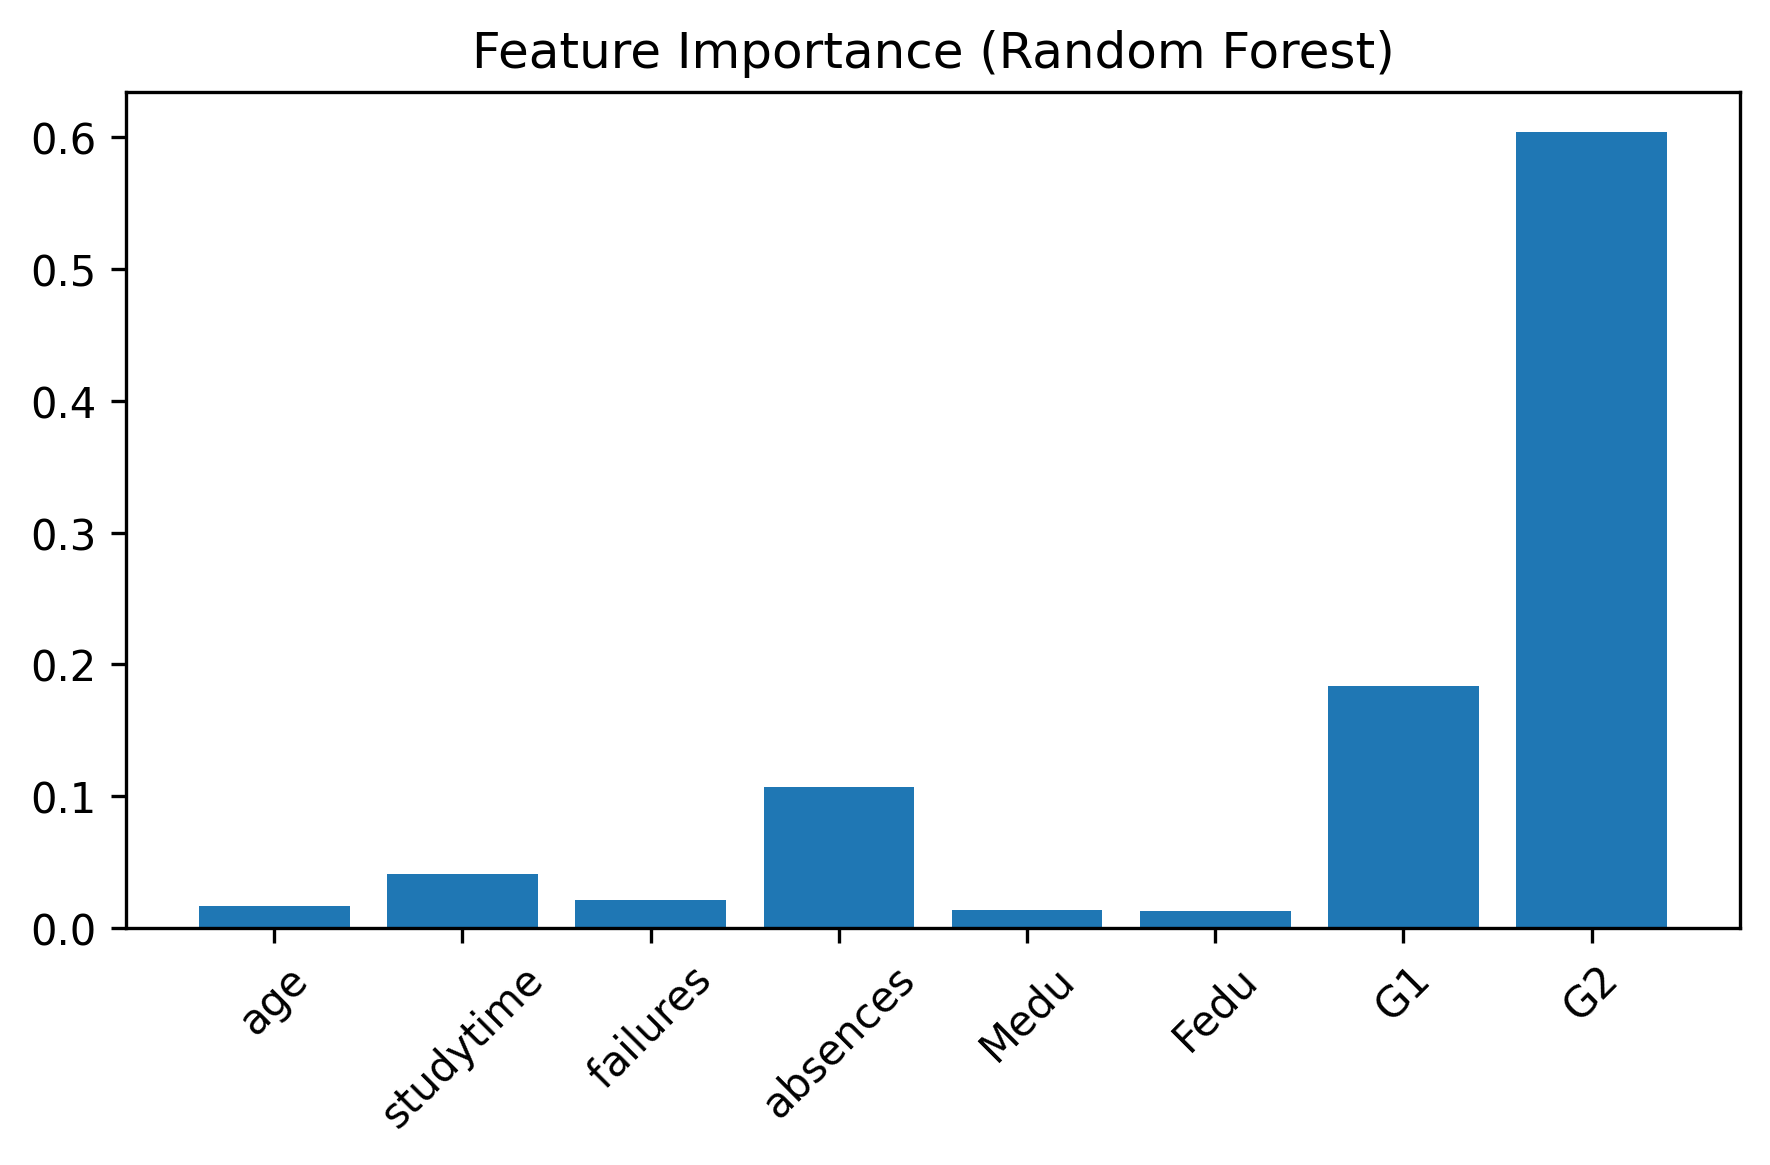 Feature Importance (Random Forest)
0.6
0.5
0.4
0.3
0.2
0.1
0.0
age
studytime
failures
absences
Medu
Fedu
G1
G2